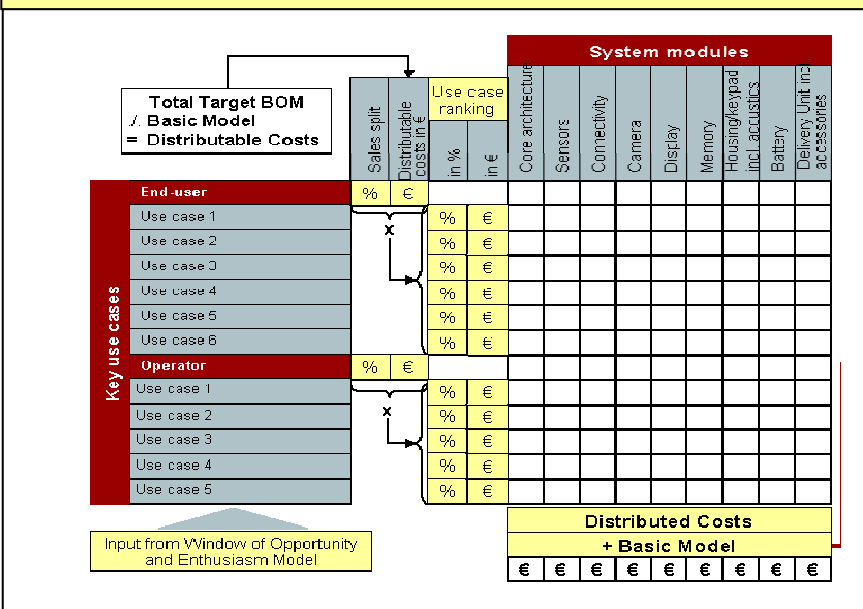 System modules
Total Target BOM
./. Basic Model
= Distributable Costs
Sales split
Distributable
costs in €
Use case
ranking
in %
in €
Core architecture
Sensors
Connectivity
Camera
Display
Memory
Housing/keypad
incl. accustics
Battery
Delivery Unit incl.
accessories
Key use cases
End-user % €
Use case 1 % €
x
Use case 2 % €
Use case 3 % €
Use case 4 % €
Use case 5 % €
Use case 6 % €
Operator % €
Use case 1 % €
x
Use case 2 % €
Use case 3 % €
Use case 4 % €
Use case 5 % €
Distributed Costs
+ Basic Model
€ € € € € € € € €
Input from Window of Opportunity
and Enthusiasm Model